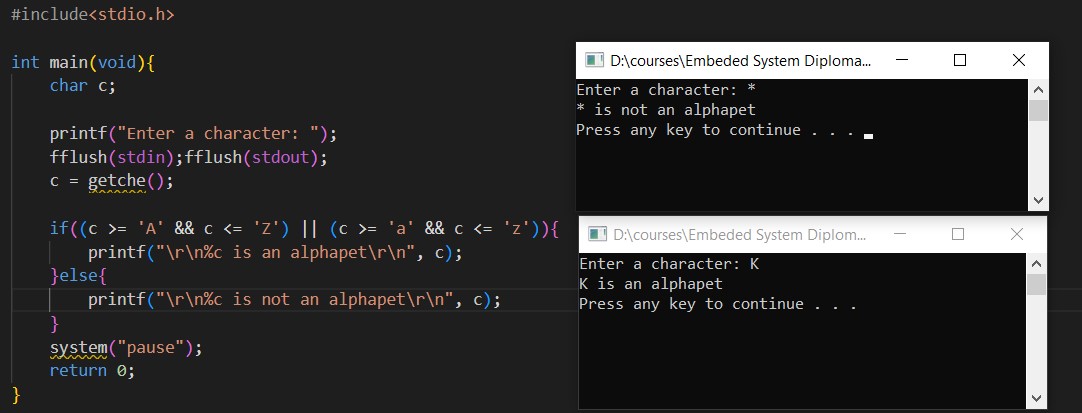 #include<stdio.h>
int main(void){
char c;
printf("Enter a character: ");
fflush(stdin);fflush(stdout);
c = getche();
if((c >= 'A' && c <= 'Z') || (c >= 'a' && c <= 'z')){
printf("\r\n%c is an alphapet\r\n", c);
}else{
printf("\r\n%c is not an alphapet\r\n", c);
}
system("pause");
return 0;
}
D:\courses\Embeded System Diploma...
Enter a character: *
* is not an alphapet
Press any key to continue . . .
D:\courses\Embeded System Diplom...
Enter a character: K
K is an alphapet
Press any key to continue . . .